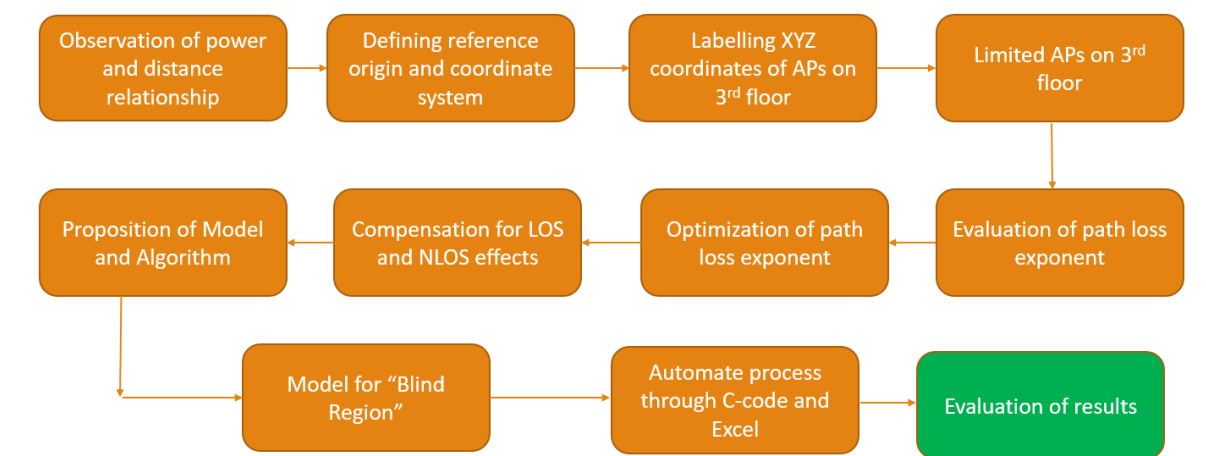 Observation of power
and distance
relationship
Defining reference
origin and coordinate
system
Labelling XYZ
coordinates of APs on
3rd floor
Limited APs on 3rd
floor
Proposition of Model
and Algorithm
Compensation for LOS
and NLOS effects
Optimization of path
loss exponent
Evaluation of path loss
exponent
Model for “Blind
Region”
Automate process
through C-code and
Excel
Evaluation of results